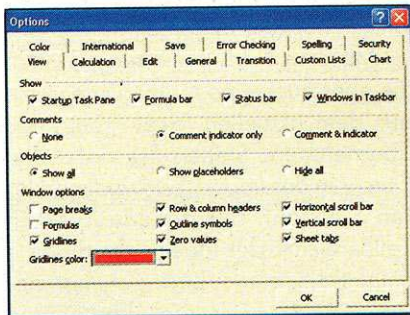 Options
Color International Save Error Checking Spelling Security
View Calculation Edit General Transition Custom Lists Chart
Show
Startup Task Pane Formula bar Status bar Windows in Taskbar
Comments
None Comment indicator only Comment & indicator
Objects
Show all Show placeholders Hide all
Window options
Page breaks Row & column headers Horizontal scroll bar
Formulas Outline symbols Vertical scroll bar
Gridlines Zero values Sheet tabs
Gridlines color:
OK Cancel